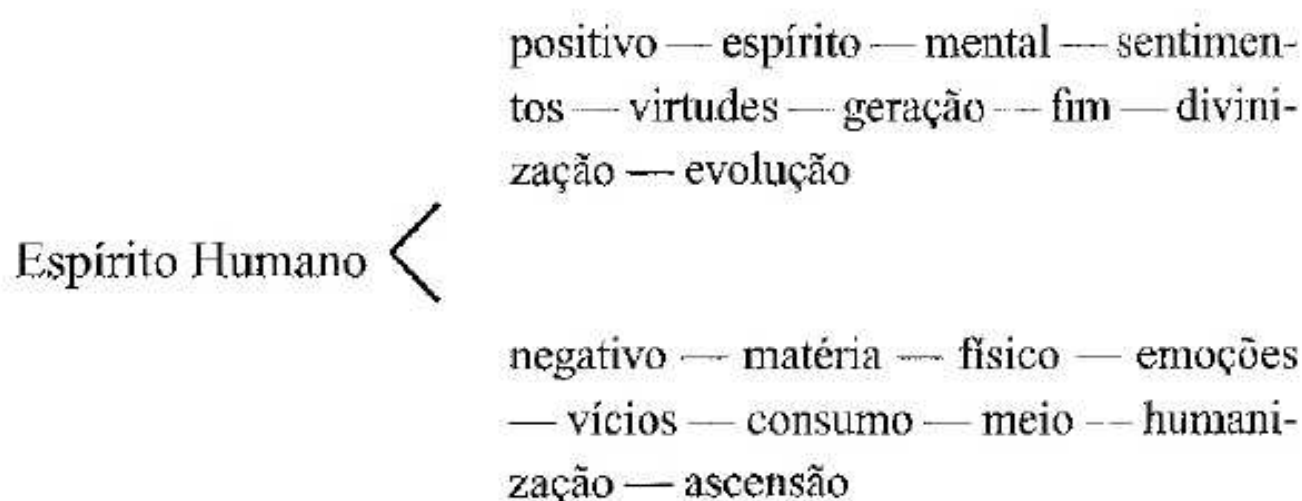 positivo — espírito — mental — sentimen-
tos — virtudes — geração — fim — divini-
zação — evolução
Espírito Humano
negativo — matéria — físico — emoções
— vícios — consumo — meio — humani-
zação — ascensão